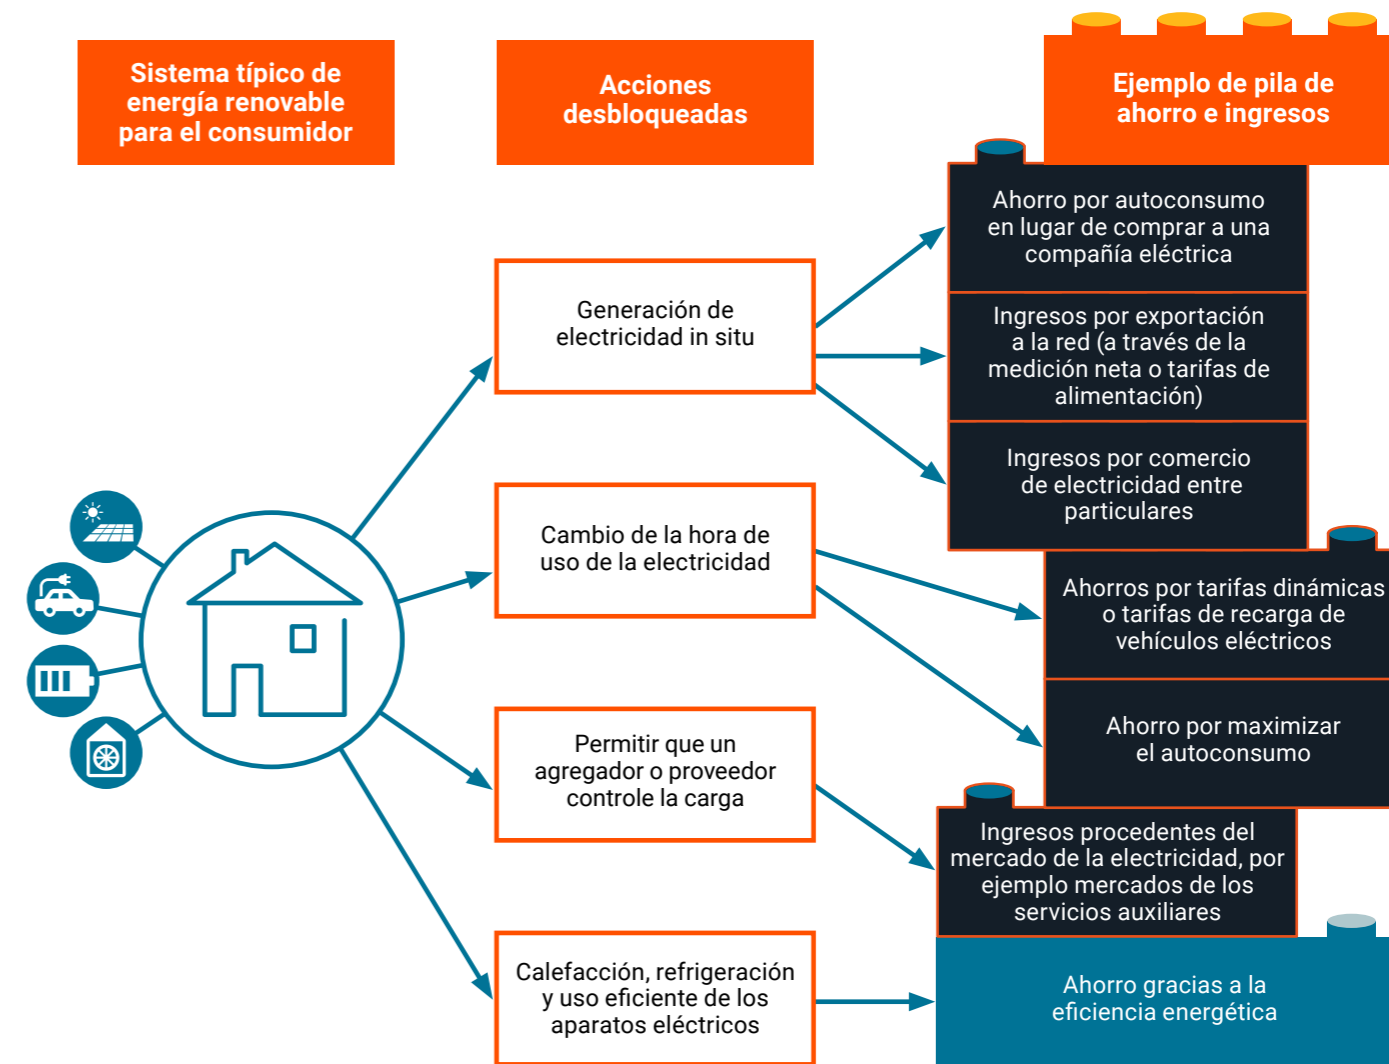 Sistema típico de
energía renovable
para el consumidor
Acciones
desbloqueadas
Ejemplo de pila de
ahorro e ingresos
Generación de
electricidad in situ
Cambio de la hora de
uso de la electricidad
Permitir que un
agregador o proveedor
controle la carga
Calefacción, refrigeración
y uso eficiente de los
aparatos eléctricos
Ahorro por autoconsumo
en lugar de comprar a una
compañía eléctrica
Ingresos por exportación
a la red (a través de la
medición neta o tarifas de
alimentación)
Ingresos por comercio
de electricidad entre
particulares
Ahorros por tarifas dinámicas
o tarifas de recarga de
vehículos eléctricos
Ahorro por maximizar
el autoconsumo
Ingresos procedentes del
mercado de la electricidad, por
ejemplo mercados de los
servicios auxiliares
Ahorro gracias a la
eficiencia energética